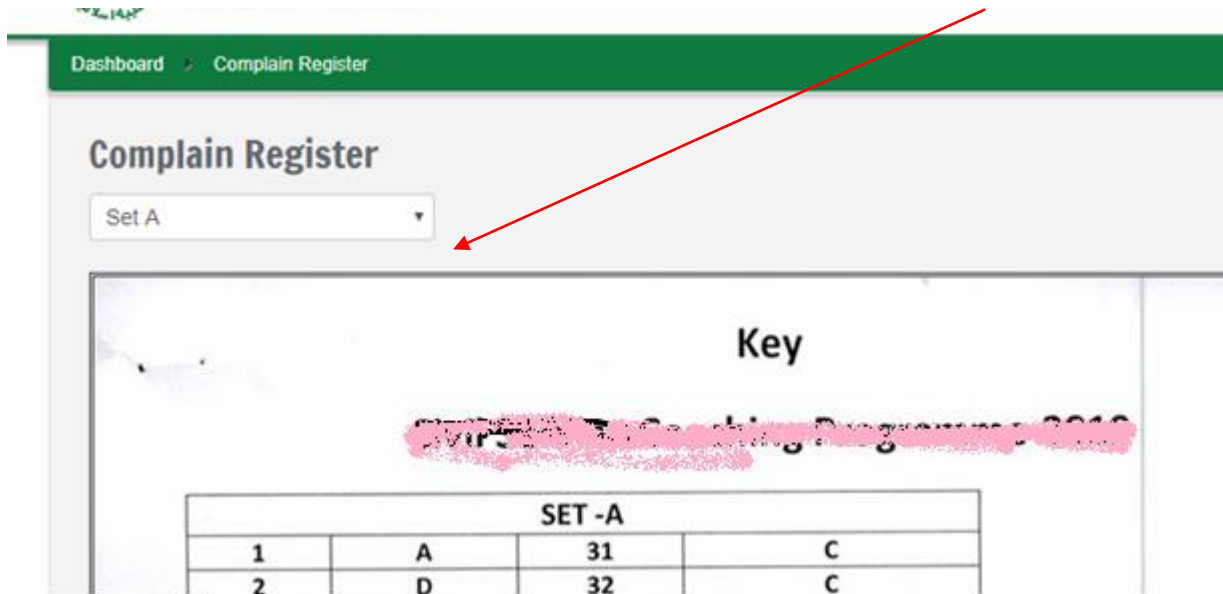 Dashboard Complain Register
Complain Register
Set A
Key
SET -A
1 A 31 C
2 D 32 C